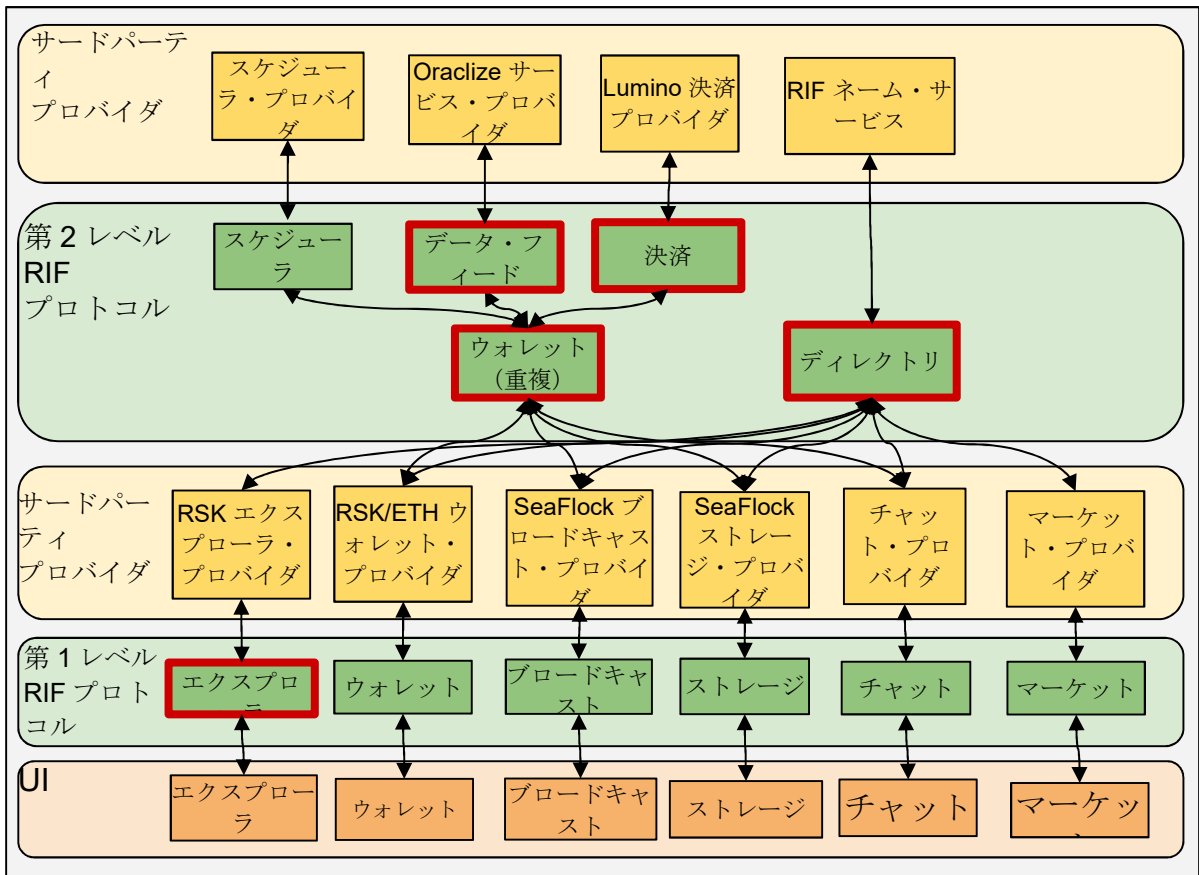 サードパーテ
ィ
プロバイダ
スケジュー
ラ・プロバイ
ダ
Oraclize サー
ビス・プロバ
イダ
Lumino 決済
プロバイダ
RIF ネーム・サ
ービス
第 2 レベル
RIF
プロトコル
スケジュー
ラ
データ・フ
ィード
決済
ウォレット
（重複）
ディレクトリ
サードパー
ティ
プロバイダ
RSK エクス
プローラ・
プロバイダ
RSK/ETH ウ
ォレット・
プロバイダ
SeaFlock ブ
ロードキャス
ト・プロバイ
ダ
SeaFlock
ストレー
ジ・プロバ
イダ
チャッ
ト・プロ
バイダ
マーケッ
ト・プロバ
イダ
第 1 レベル
RIF プロト
コル
エクスプロ
ウォレット
ブロードキャ
スト
ストレージ
チャット
マーケット
UI
エクスプロー
ラ
ウォレット
ブロードキャ
スト
ストレージ
チャット
マーケッ